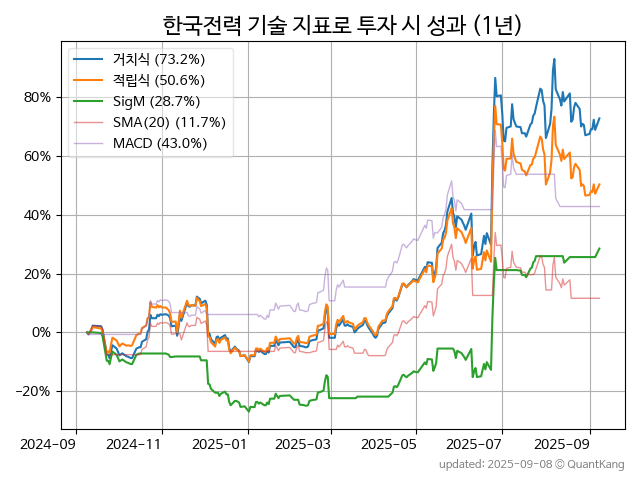 한국전력 기술 지표로 투자 시 성과 (1년)
거치식 (73.2%)
적립식 (50.6%)
SigM (28.7%)
SMA(20) (11.7%)
MACD (43.0%)
80%
60%
40%
20%
0%
−20%
2024-09 2024-11 2025-01 2025-03 2025-05 2025-07 2025-09
updated: 2025-09-08 © QuantKang